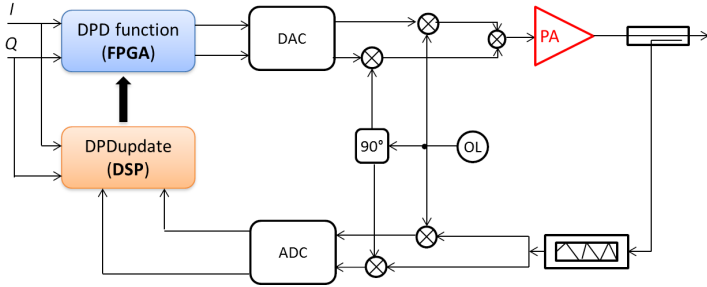 I
Q
DPD function
(FPGA)
DAC
PA
DPDupdate
(DSP)
90°
OL
ADC